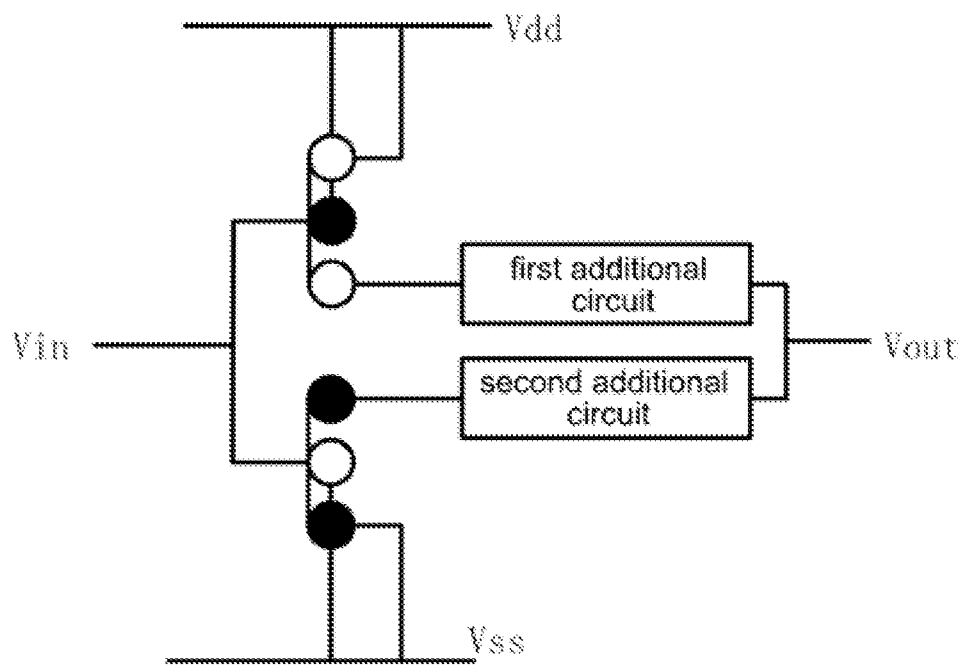 Vdd
first additional
circuit
Vin
Vout
second additional
circuit
Vss